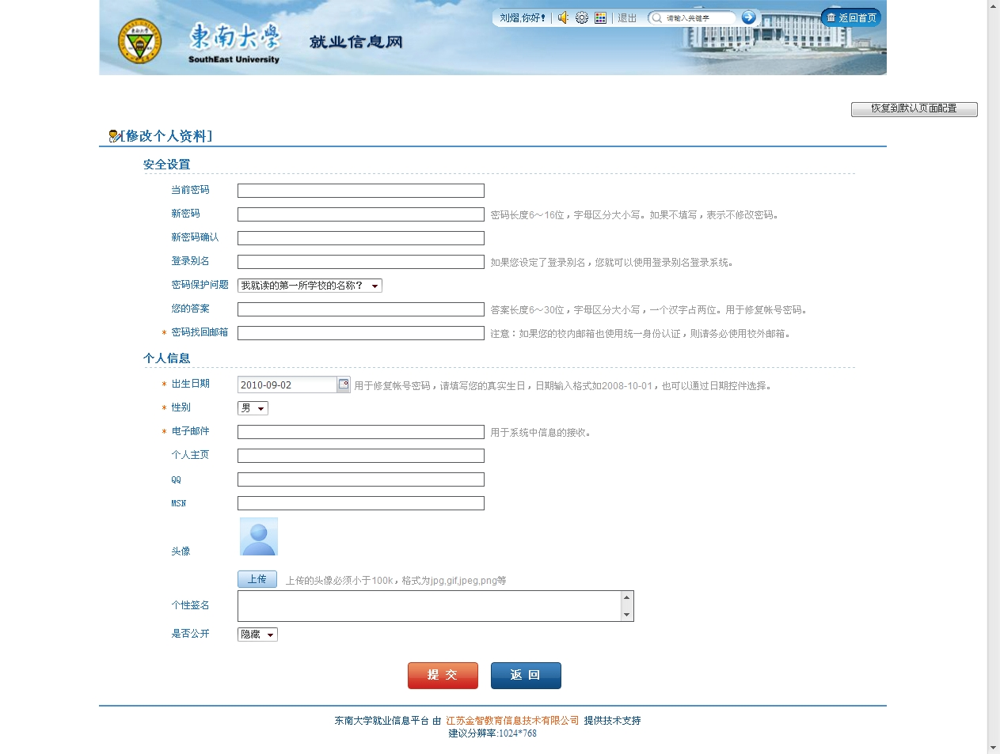 刘熠,你好! 退出 请输入关键字 返回首页
東南大學 就业信息网
SouthEast University
恢复到默认页面配置
[修改个人资料]
安全设置
当前密码
新密码 密码长度6～16位，字母区分大小写。如果不填写，表示不修改密码。
新密码确认
登录别名 如果您设定了登录别名，您就可以使用登录别名登录系统。
密码保护问题 我就读的第一所学校的名称?
您的答案 答案长度6～30位，字母区分大小写，一个汉字占两位。用于修复帐号密码。
* 密码找回邮箱 注意：如果您的校内邮箱也使用统一身份认证，则请务必使用校外邮箱。
个人信息
* 出生日期 2010-09-02 用于修复帐号密码，请填写您的真实生日，日期输入格式如2008-10-01，也可以通过日期控件选择。
* 性别 男
* 电子邮件 用于系统中信息的接收。
个人主页
QQ
MSN
头像
上传 上传的头像必须小于100k，格式为jpg,gif,jpeg,png等
个性签名
是否公开 隐藏
提 交 返 回
东南大学就业信息平台 由 江苏金智教育信息技术有限公司 提供技术支持
建议分辨率:1024*768